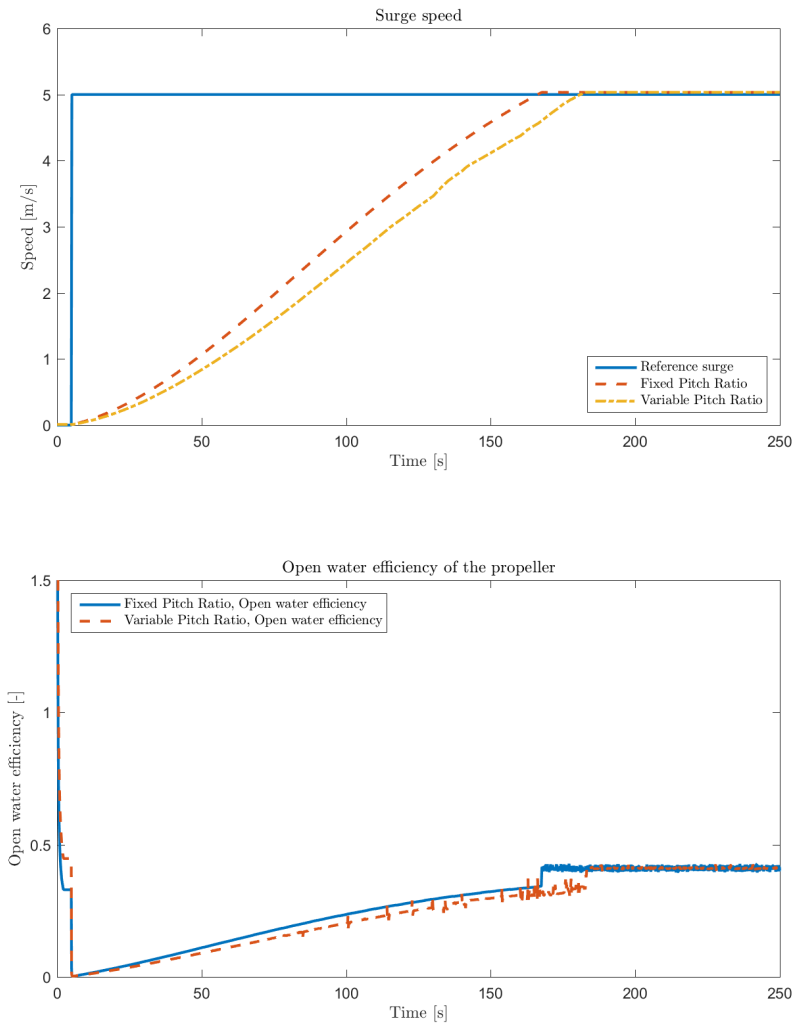 Surge speed
6
5
4
3
2
1
0
Speed [m/s]
Reference surge
Fixed Pitch Ratio
Variable Pitch Ratio
0 50 100 150 200 250
Time [s]
Open water efficiency of the propeller
1.5
1
0.5
0
Open water efficiency [-]
Fixed Pitch Ratio, Open water efficiency
Variable Pitch Ratio, Open water efficiency
0 50 100 150 200 250
Time [s]